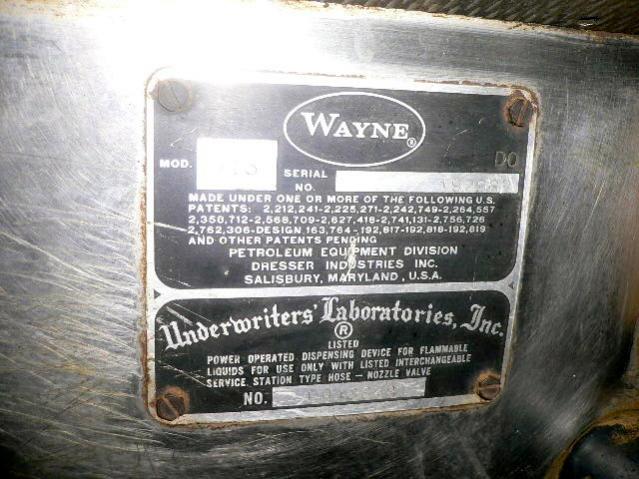 WAYNE®
DO
MOD.
SERIAL NO.
MADE UNDER ONE OR MORE OF THE FOLLOWING U.S.
PATENTS: 2,212,241-2,225,271-2,242,749-2,264,557
2,350,712-2,568,709-2,627,418-2,741,131-2,756,726
2,762,306-DESIGN 163,764-192,817-192,818-192,819
AND OTHER PATENTS PENDING
PETROLEUM EQUIPMENT DIVISION
DRESSER INDUSTRIES INC.
SALISBURY, MARYLAND, U.S.A.
Underwriters' Laboratories, Inc.
®
LISTED
POWER OPERATED DISPENSING DEVICE FOR FLAMMABLE
LIQUIDS FOR USE ONLY WITH LISTED INTERCHANGEABLE
SERVICE STATION TYPE HOSE – NOZZLE VALVE
NO.